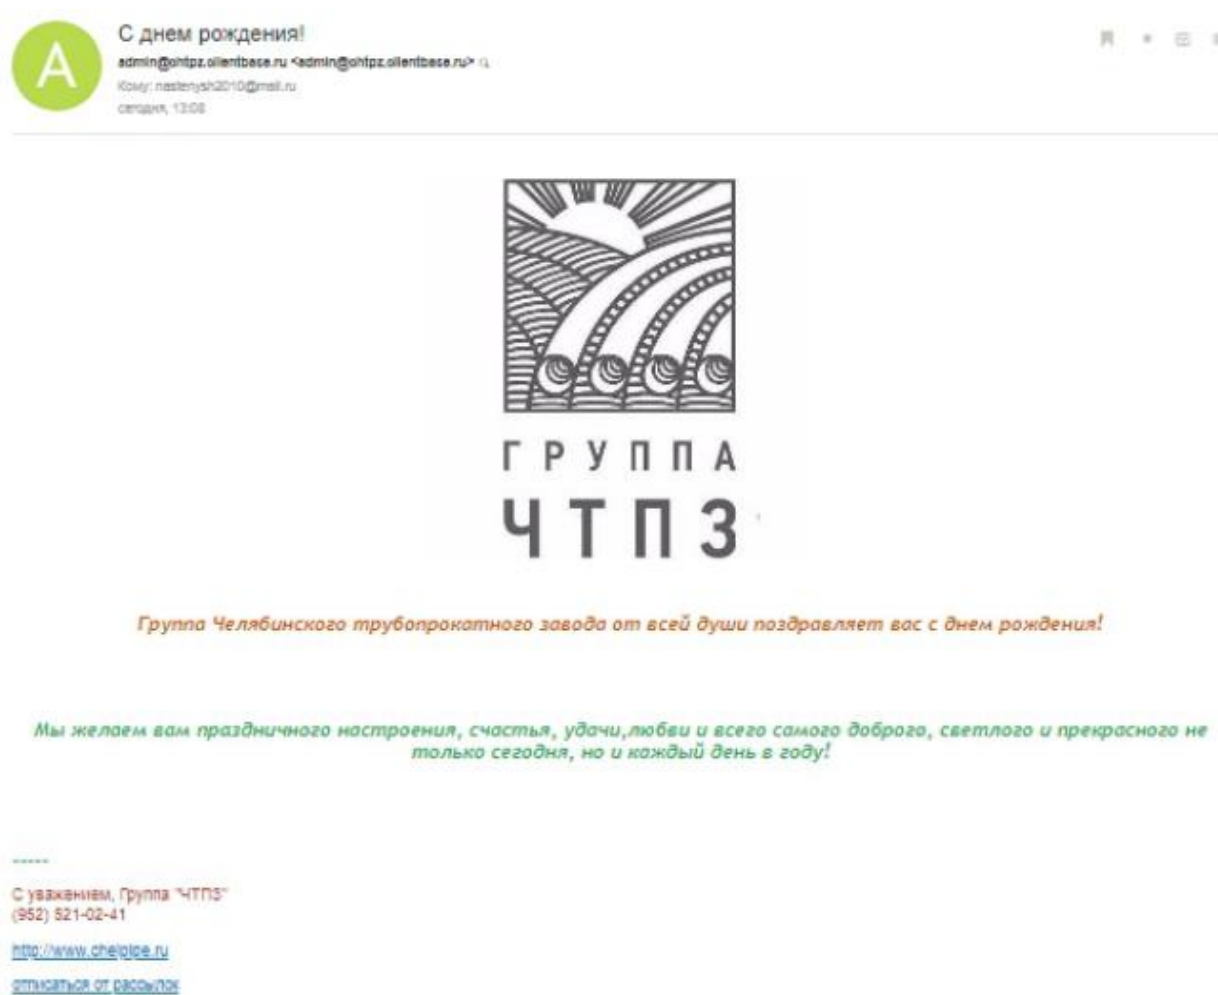 С днем рождения!
admin@chtpz.clientbase.ru <admin@chtpz.clientbase.ru>
Кому: nastenysh2010@mail.ru
сегодня, 13:08
A
ГРУППА
ЧТПЗ
Группа Челябинского трубопрокатного завода от всей души поздравляет вас с днем рождения!
Мы желаем вам праздничного настроения, счастья, удачи,любви и всего самого доброго, светлого и прекрасного не
только сегодня, но и каждый день в году!
-----
С уважением, Группа "ЧТПЗ"
(952) 521-02-41
http://www.chelpipe.ru
отписаться от рассылок